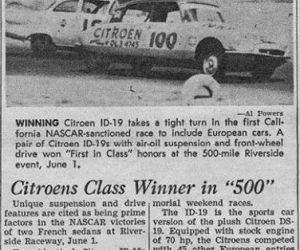 CITROEN
100
—Al Powers
WINNING Citroen ID-19 takes a tight turn in the first Cali-
fornia NASCAR-sanctioned race to include European cars. A
pair of Citroen ID-19s with air-oil suspension and front-wheel
drive won "First in Class" honors at the 500-mile Riverside
event, June 1.
Citroens Class Winner in "500"
Unique suspension and drive
features are cited as being prime
factors in the NASCAR victories
of two French sedans at River-
side Raceway, June 1.
morial weekend races.
The ID-19 is the sports car
version of the plush Citroen DS-
19. Equipped with stock engine
of 70 hp, the Citroens competed
with 45 other European entries